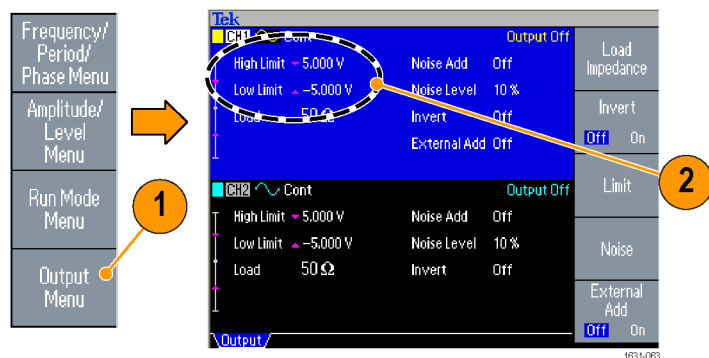 Frequency/
Period/
Phase Menu
Amplitude/
Level
Menu
Run Mode
Menu
Output
Menu
1
Tek
CH1 Cont Output Off
High Limit 5.000 V Noise Add Off
Low Limit -5.000 V Noise Level 10 %
Load 50 Ω Invert Off
External Add Off
CH2 Cont Output Off
High Limit 5.000 V Noise Add Off
Low Limit -5.000 V Noise Level 10 %
Load 50 Ω Invert Off
Output
Load
Impedance
Invert
Off On
Limit
2
Noise
External
Add
Off On
1631-063